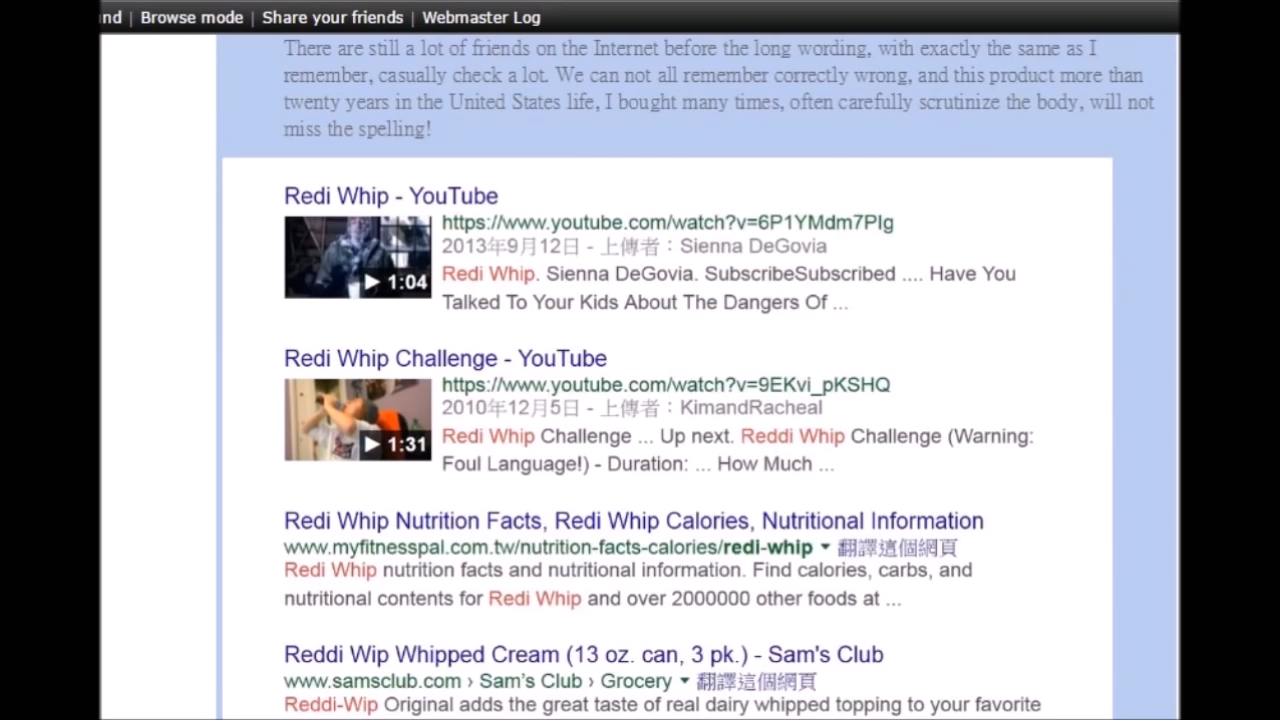 nd | Browse mode | Share your friends | Webmaster Log
There are still a lot of friends on the Internet before the long wording, with exactly the same as I
remember, casually check a lot. We can not all remember correctly wrong, and this product more than
twenty years in the United States life, I bought many times, often carefully scrutinize the body, will not
miss the spelling!
Redi Whip - YouTube
https://www.youtube.com/watch?v=6P1YMdm7PIg
2013年9月12日 - 上傳者：Sienna DeGovia
Redi Whip. Sienna DeGovia. SubscribeSubscribed .... Have You
1:04
Talked To Your Kids About The Dangers Of ...
Redi Whip Challenge - YouTube
https://www.youtube.com/watch?v=9EKvi_pKSHQ
2010年12月5日 - 上傳者：KimandRacheal
Redi Whip Challenge ... Up next. Reddi Whip Challenge (Warning:
1:31
Foul Language!) - Duration: ... How Much ...
Redi Whip Nutrition Facts, Redi Whip Calories, Nutritional Information
www.myfitnesspal.com.tw/nutrition-facts-calories/redi-whip 翻譯這個網頁
Redi Whip nutrition facts and nutritional information. Find calories, carbs, and
nutritional contents for Redi Whip and over 2000000 other foods at ...
Reddi Wip Whipped Cream (13 oz. can, 3 pk.) - Sam's Club
www.samsclub.com › Sam's Club › Grocery 翻譯這個網頁
Reddi-Wip Original adds the great taste of real dairy whipped topping to your favorite